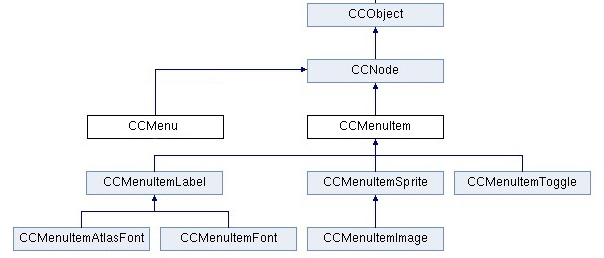 CCObject
CCNode
CCMenu
CCMenuItem
CCMenuItemLabel
CCMenuItemSprite
CCMenuItemToggle
CCMenuItemAtlasFont
CCMenuItemFont
CCMenuItemImage